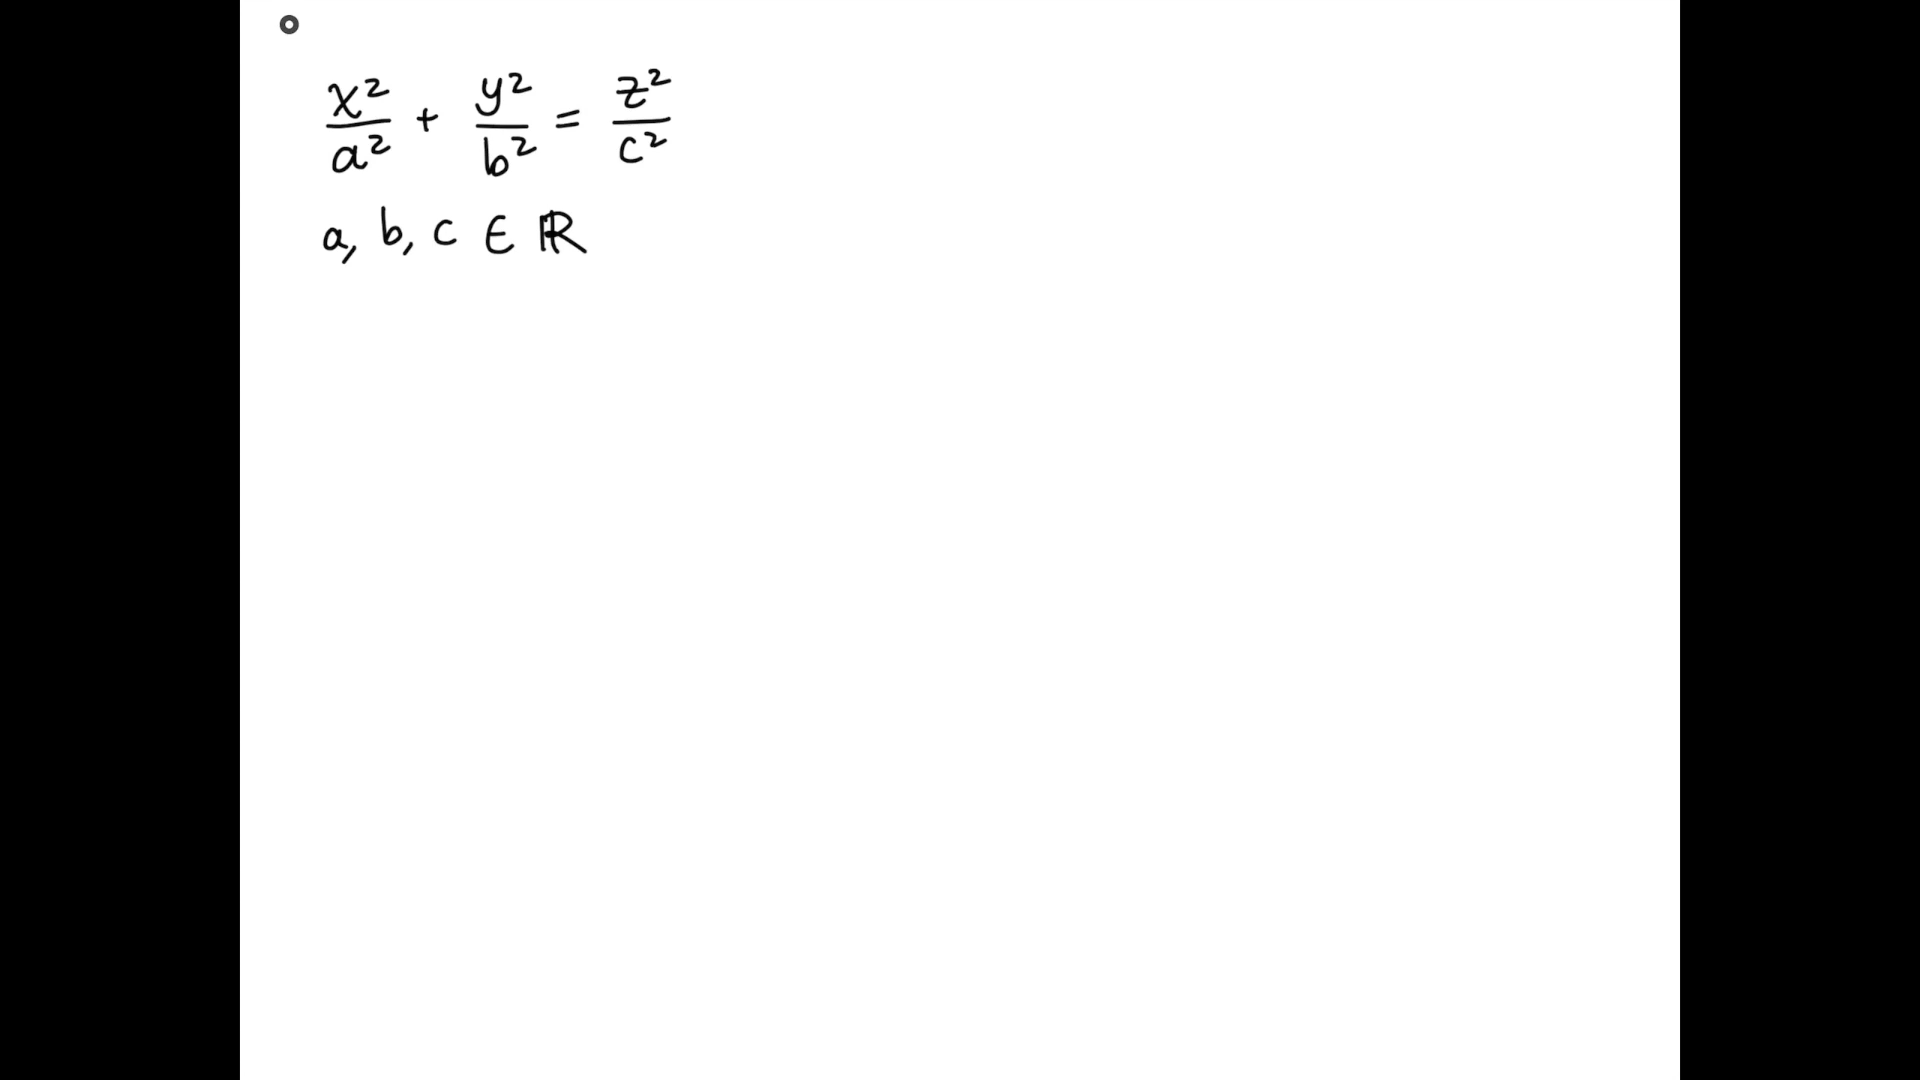 x²/a² + y²/b² = z²/c²
a, b, c ∈ ℝ